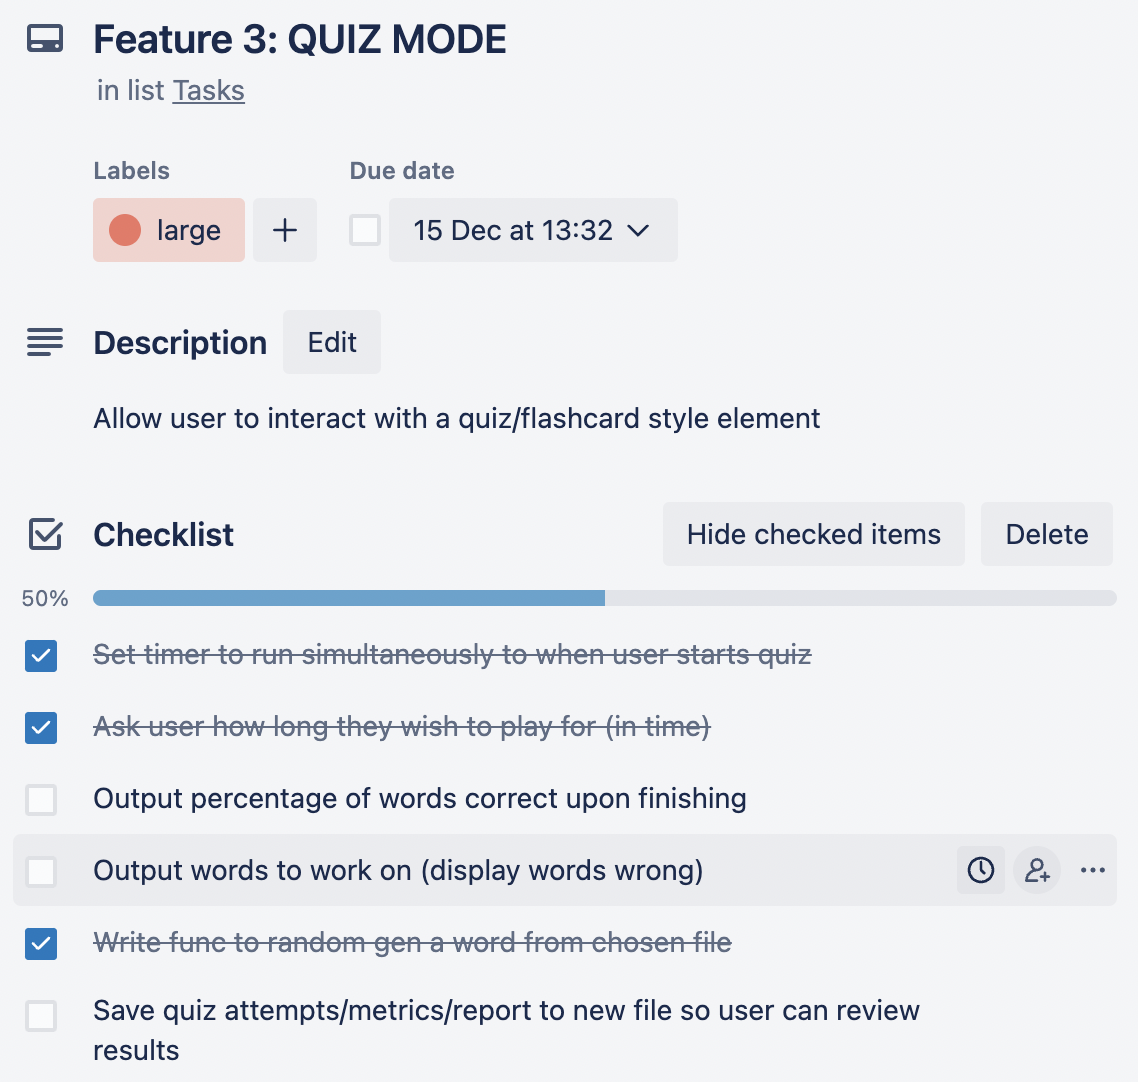 Feature 3: QUIZ MODE
in list Tasks
Labels
Due date
large
+
15 Dec at 13:32
Description
Edit
Allow user to interact with a quiz/flashcard style element
Checklist
Hide checked items
Delete
50%
Set timer to run simultaneously to when user starts quiz
Ask user how long they wish to play for (in time)
Output percentage of words correct upon finishing
Output words to work on (display words wrong)
Write func to random gen a word from chosen file
Save quiz attempts/metrics/report to new file so user can review
results